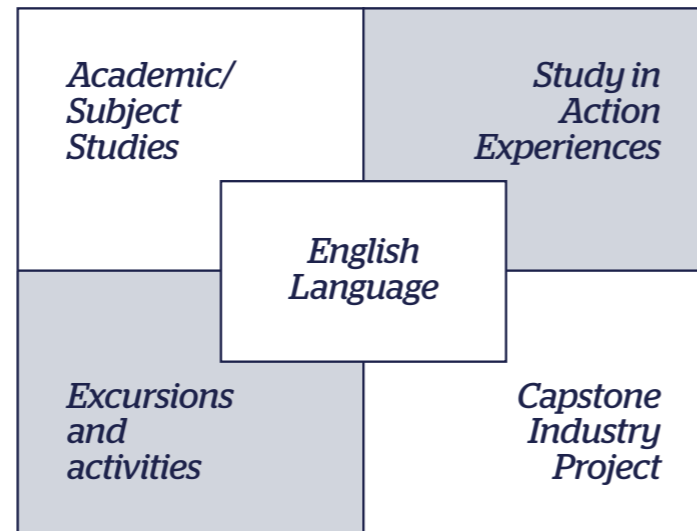 Academic/
Subject
Studies
Study in
Action
Experiences
English
Language
Excursions
and
activities
Capstone
Industry
Project